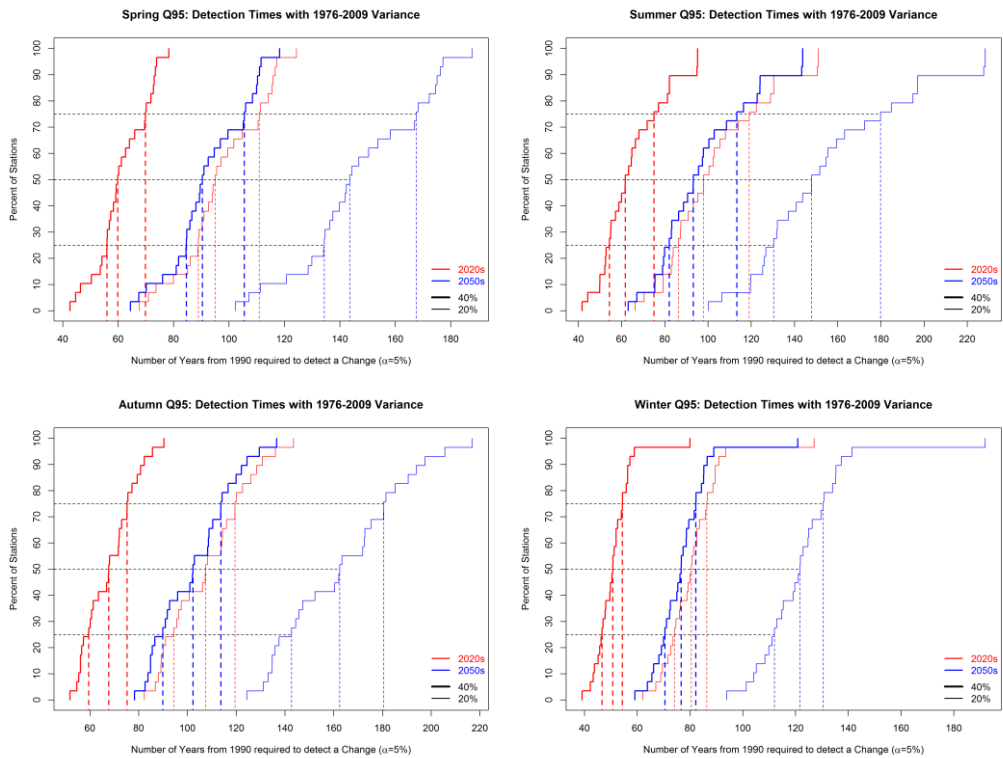 Spring Q95: Detection Times with 1976-2009 Variance
Percent of Stations
0 10 20 30 40 50 60 70 80 90 100
40 60 80 100 120 140 160 180
Number of Years from 1990 required to detect a Change (α=5%)
2020s
2050s
40%
20%
Summer Q95: Detection Times with 1976-2009 Variance
Percent of Stations
0 10 20 30 40 50 60 70 80 90 100
40 60 80 100 120 140 160 180 200 220
Number of Years from 1990 required to detect a Change (α=5%)
2020s
2050s
40%
20%
Autumn Q95: Detection Times with 1976-2009 Variance
Percent of Stations
0 10 20 30 40 50 60 70 80 90 100
60 80 100 120 140 160 180 200 220
Number of Years from 1990 required to detect a Change (α=5%)
2020s
2050s
40%
20%
Winter Q95: Detection Times with 1976-2009 Variance
Percent of Stations
0 10 20 30 40 50 60 70 80 90 100
40 60 80 100 120 140 160 180
Number of Years from 1990 required to detect a Change (α=5%)
2020s
2050s
40%
20%